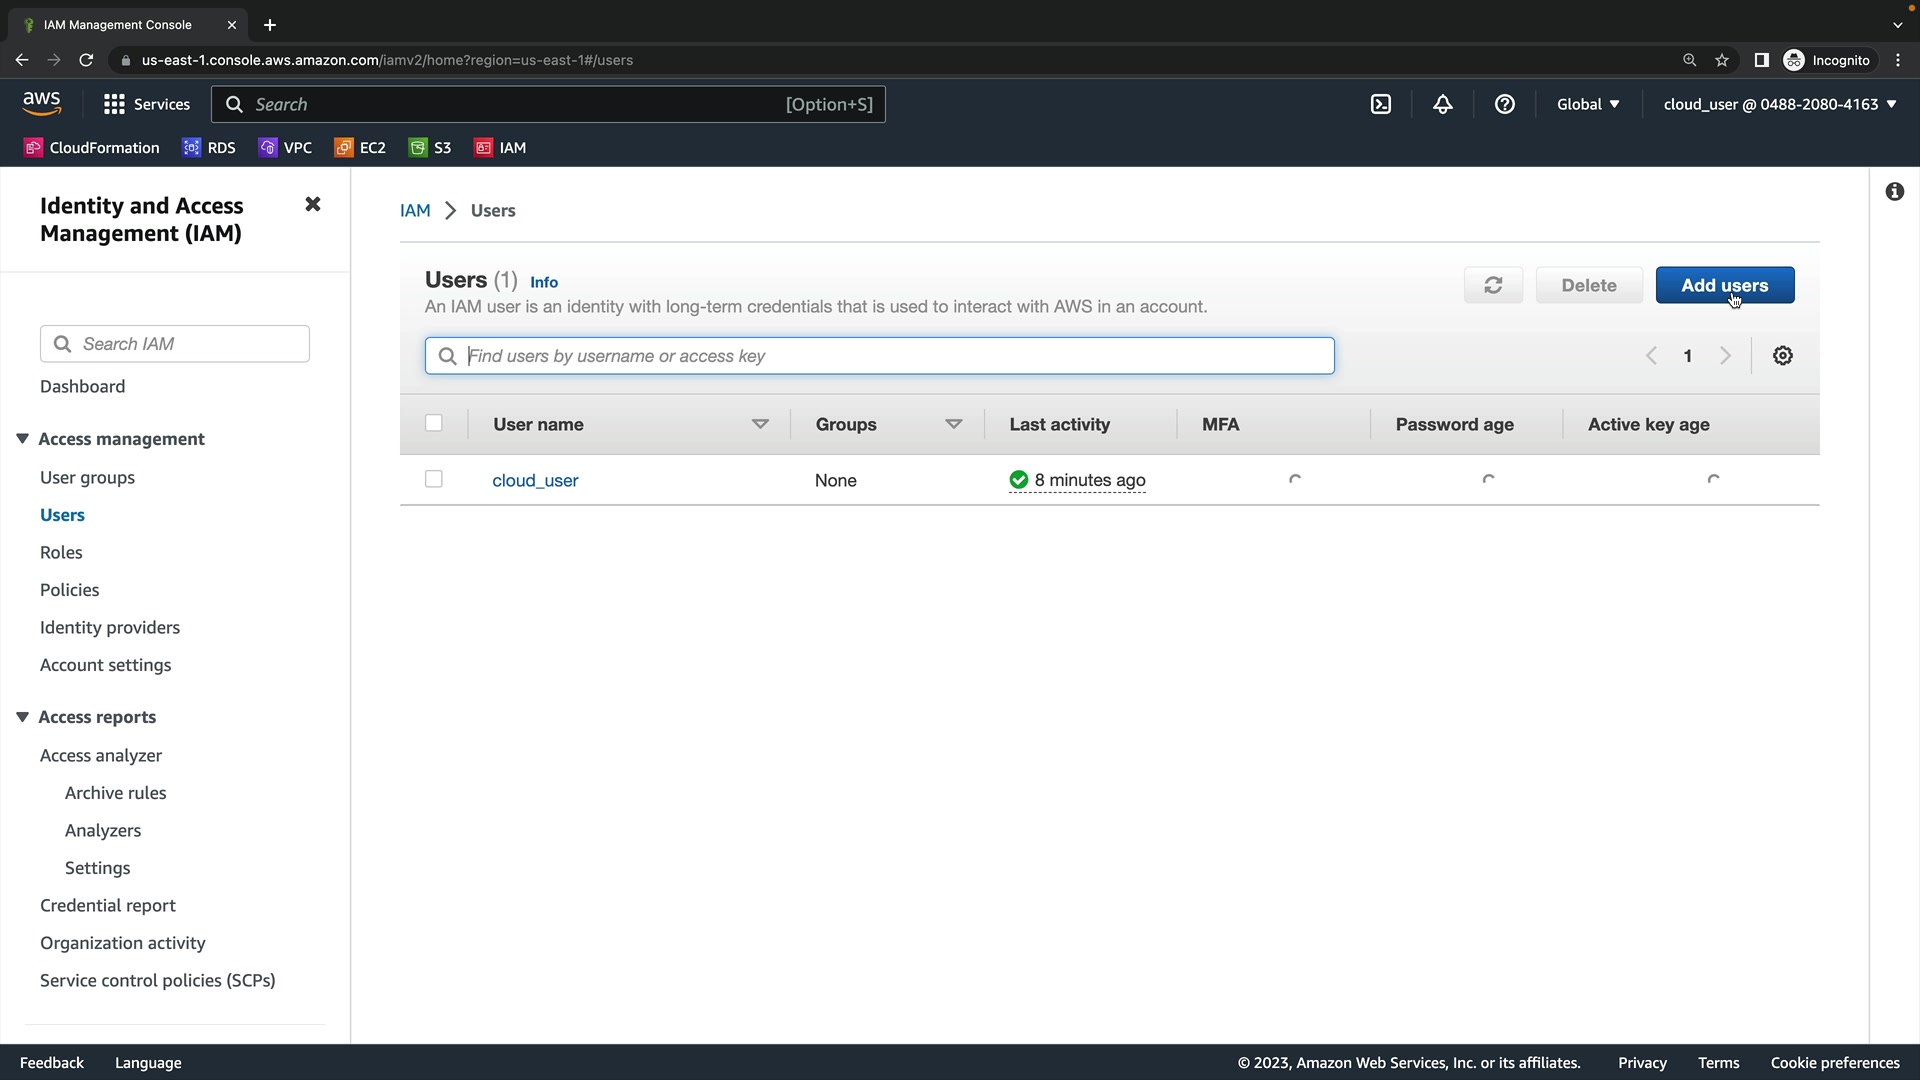 IAM Management Console
us-east-1.console.aws.amazon.com/iamv2/home?region=us-east-1#/users
Incognito
aws
Services
Search
[Option+S]
Global
cloud_user @ 0488-2080-4163
CloudFormation
RDS
VPC
EC2
S3
IAM
Identity and Access
Management (IAM)
Search IAM
Dashboard
Access management
User groups
Users
Roles
Policies
Identity providers
Account settings
Access reports
Access analyzer
Archive rules
Analyzers
Settings
Credential report
Organization activity
Service control policies (SCPs)
IAM > Users
Users (1) Info
An IAM user is an identity with long-term credentials that is used to interact with AWS in an account.
Delete
Add users
Find users by username or access key
1
User name
Groups
Last activity
MFA
Password age
Active key age
cloud_user
None
8 minutes ago
Feedback
Language
© 2023, Amazon Web Services, Inc. or its affiliates.
Privacy
Terms
Cookie preferences